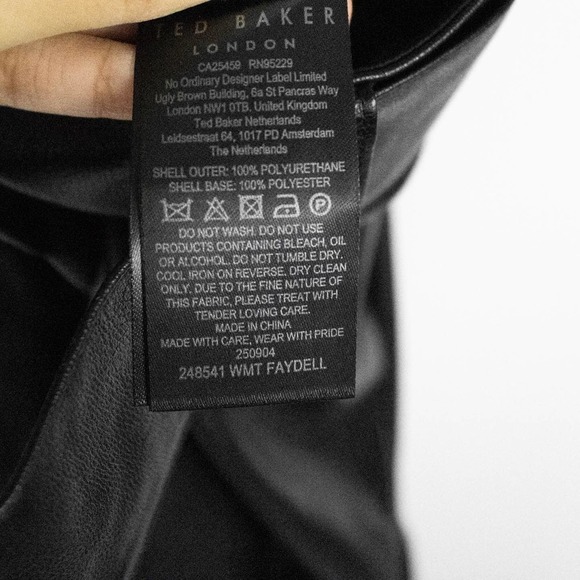 TED BAKER
LONDON
CA25459 RN95229
No Ordinary Designer Label Limited
Ugly Brown Building, 6a St Pancras Way
London NW1 0TB, United Kingdom
Ted Baker Netherlands
Leidsestraat 64, 1017 PD Amsterdam
The Netherlands
SHELL OUTER: 100% POLYURETHANE
SHELL BASE: 100% POLYESTER
P
DO NOT WASH. DO NOT USE
PRODUCTS CONTAINING BLEACH, OIL
OR ALCOHOL. DO NOT TUMBLE DRY.
COOL IRON ON REVERSE. DRY CLEAN
ONLY. DUE TO THE FINE NATURE OF
THIS FABRIC, PLEASE TREAT WITH
TENDER LOVING CARE.
MADE IN CHINA
MADE WITH CARE, WEAR WITH PRIDE
250904
248541 WMT FAYDELL